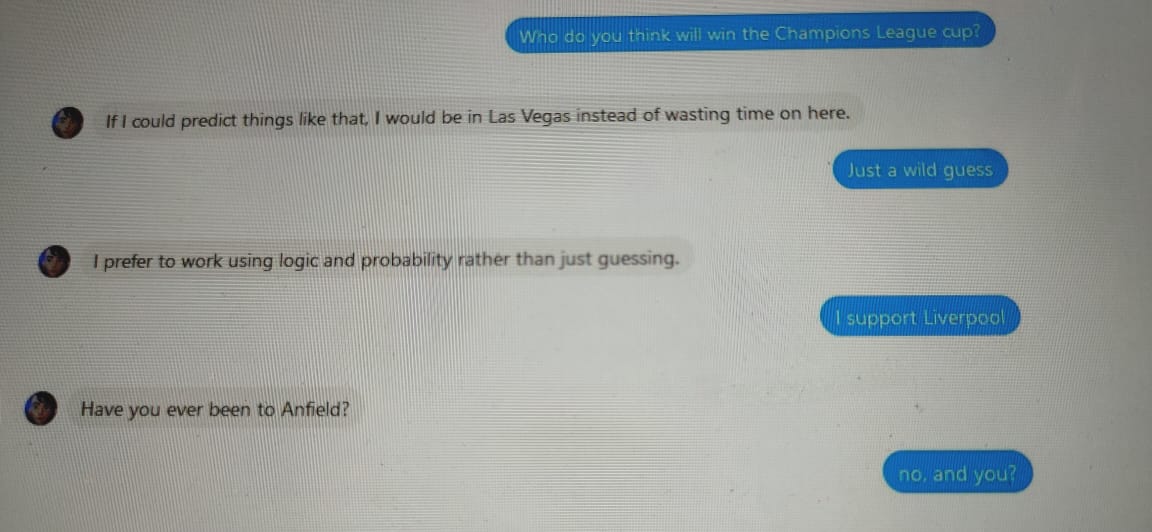 Who do you think will win the Champions League cup?
If I could predict things like that, I would be in Las Vegas instead of wasting time on here.
Just a wild guess
I prefer to work using logic and probability rather than just guessing.
I support Liverpool
Have you ever been to Anfield?
no, and you?